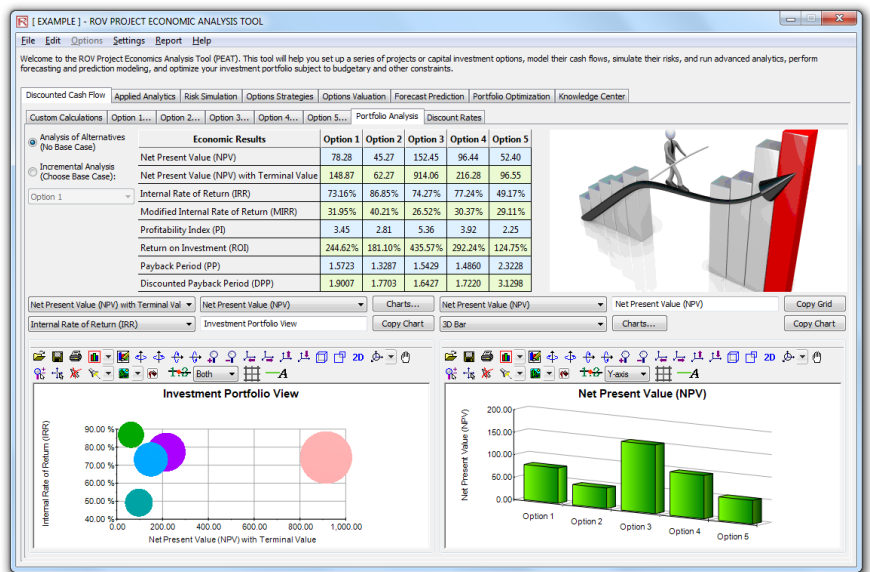 [ EXAMPLE ] - ROV PROJECT ECONOMIC ANALYSIS TOOL
File Edit Options Settings Report Help
Welcome to the ROV Project Economics Analysis Tool (PEAT). This tool will help you set up a series of projects or capital investment options, model their cash flows, simulate their risks, and run advanced analytics, perform
forecasting and prediction modeling, and optimize your investment portfolio subject to budgetary and other constraints.
Discounted Cash Flow Applied Analytics Risk Simulation Options Strategies Options Valuation Forecast Prediction Portfolio Optimization Knowledge Center
Custom Calculations Option 1... Option 2... Option 3... Option 4... Option 5... Portfolio Analysis Discount Rates
Analysis of Alternatives
(No Base Case)
Incremental Analysis
(Choose Base Case):
Option 1
Economic Results Option 1 Option 2 Option 3 Option 4 Option 5
Net Present Value (NPV) 78.28 45.27 152.45 96.44 52.40
Net Present Value (NPV) with Terminal Value 148.87 62.27 914.06 216.28 96.55
Internal Rate of Return (IRR) 73.16% 86.85% 74.27% 77.24% 49.17%
Modified Internal Rate of Return (MIRR) 31.95% 40.21% 26.52% 30.37% 29.11%
Profitability Index (PI) 3.45 2.81 5.36 3.92 2.25
Return on Investment (ROI) 244.62% 181.10% 435.57% 292.24% 124.75%
Payback Period (PP) 1.5723 1.3287 1.5429 1.4860 2.3228
Discounted Payback Period (DPP) 1.9007 1.7703 1.6427 1.7220 3.1298
Net Present Value (NPV) with Terminal Val Net Present Value (NPV) Charts... Net Present Value (NPV) Net Present Value (NPV) Copy Grid
Internal Rate of Return (IRR) Investment Portfolio View Copy Chart 3D Bar Charts... Copy Chart
2D
Both
A
2D
Y-axis
A
Investment Portfolio View
Internal Rate of Return (IRR)
90.00 %
80.00 %
70.00 %
60.00 %
50.00 %
40.00 %
0.00 200.00 400.00 600.00 800.00 1,000.00
Net Present Value (NPV) with Terminal Value
Net Present Value (NPV)
Net Present Value (NPV)
200.00
150.00
100.00
50.00
0.00
Option 1 Option 2 Option 3 Option 4 Option 5